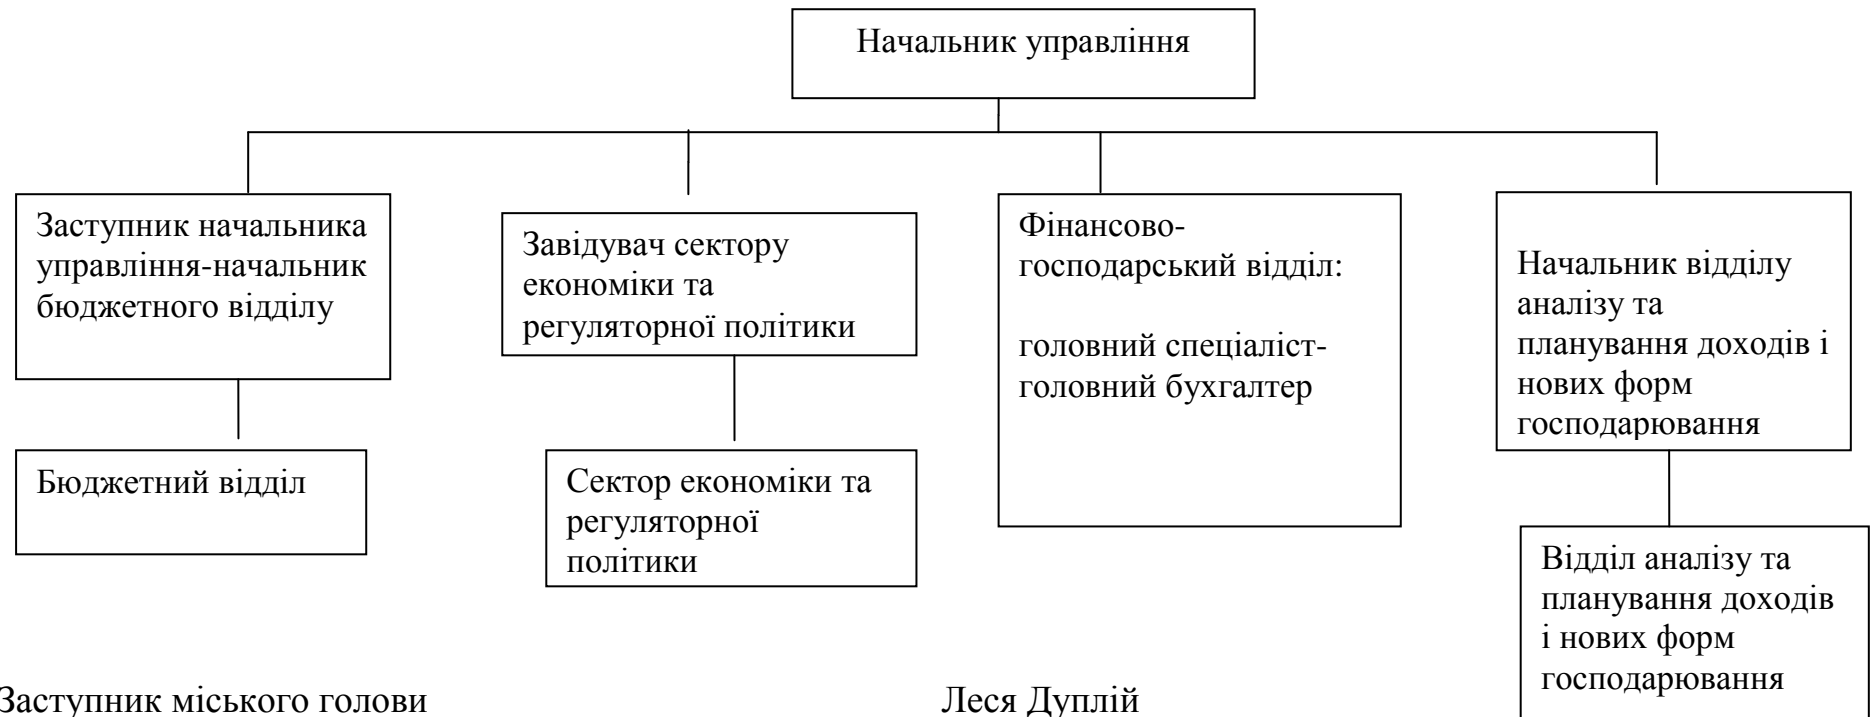 Начальник управління
Заступник начальника
управління-начальник
бюджетного відділу
Завідувач сектору
економіки та
регуляторної політики
Фінансово-
господарський відділ:
головний спеціаліст-
головний бухгалтер
Начальник відділу
аналізу та
планування доходів і
нових форм
господарювання
Бюджетний відділ
Сектор економіки та
регуляторної
політики
Відділ аналізу та
планування доходів
і нових форм
господарювання
Заступник міського голови
Леся Дуплій